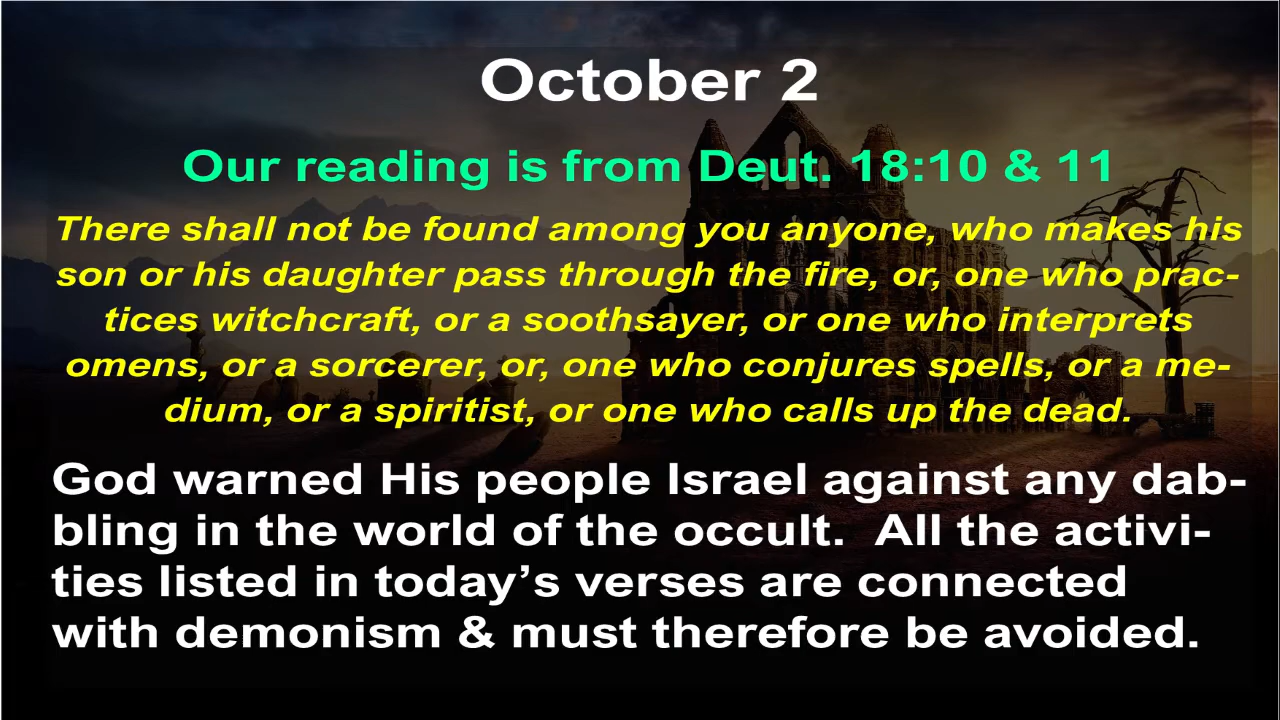 October 2
Our reading is from Deut. 18:10 & 11
There shall not be found among you anyone, who makes his
son or his daughter pass through the fire, or, one who prac-
tices witchcraft, or a soothsayer, or one who interprets
omens, or a sorcerer, or, one who conjures spells, or a me-
dium, or a spiritist, or one who calls up the dead.
God warned His people Israel against any dab-
bling in the world of the occult.  All the activi-
ties listed in today’s verses are connected
with demonism & must therefore be avoided.